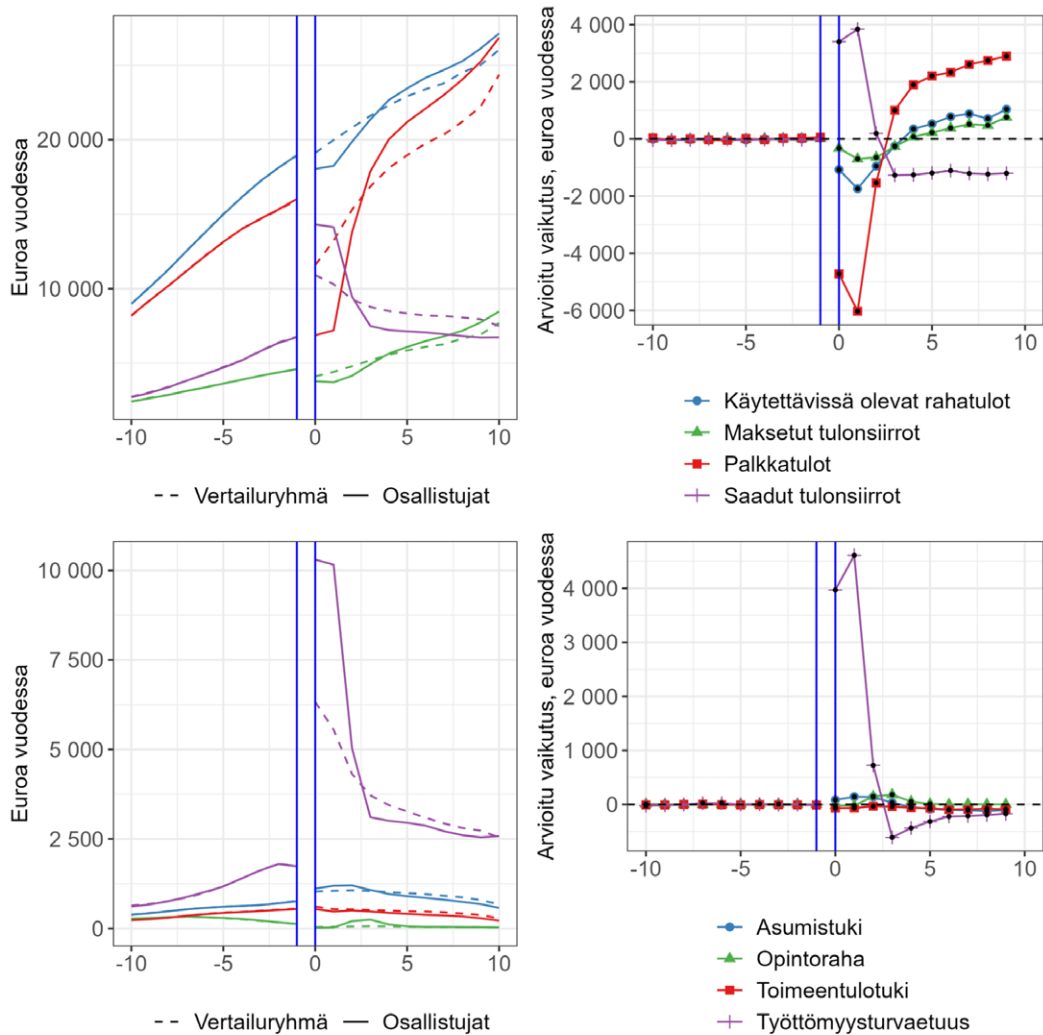 Euroa vuodessa
20 000
10 000
-10 -5 0 5 10
Vertailuryhmä Osallistujat
Arvioitu vaikutus, euroa vuodessa
4 000
2 000
0
-2 000
-4 000
-6 000
-10 -5 0 5 10
Käytettävissä olevat rahatulot
Maksetut tulonsiirrot
Palkkatulot
Saadut tulonsiirrot
Euroa vuodessa
10 000
7 500
5 000
2 500
0
-10 -5 0 5 10
Vertailuryhmä Osallistujat
Arvioitu vaikutus, euroa vuodessa
4 000
3 000
2 000
1 000
0
-10 -5 0 5 10
Asumistuki
Opintoraha
Toimeentulotuki
Työttömyysturvaetuus